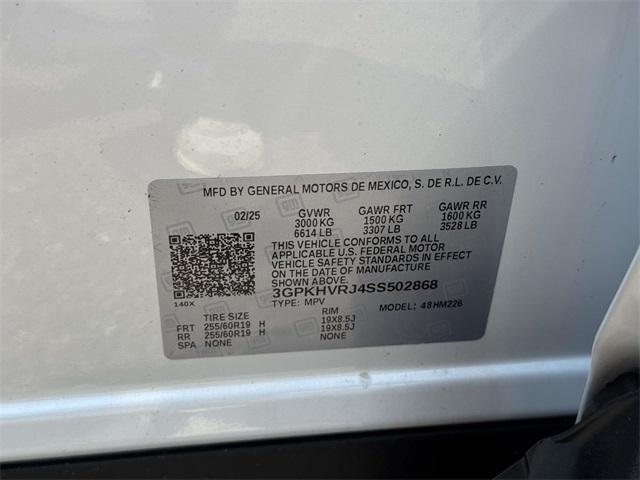 MFD BY GENERAL MOTORS DE MEXICO, S. DE R.L. DE C.V.
02/25 GVWR GAWR FRT GAWR RR
3000 KG 1500 KG 1600 KG
6614 LB 3307 LB 3528 LB
THIS VEHICLE CONFORMS TO ALL
APPLICABLE U.S. FEDERAL MOTOR
VEHICLE SAFETY STANDARDS IN EFFECT
ON THE DATE OF MANUFACTURE
SHOWN ABOVE.
3GPKHVRJ4SS502868
140X TYPE: MPV MODEL: 48HM226
TIRE SIZE RIM
FRT 255/60R19 H 19X8.5J
RR 255/60R19 H 19X8.5J
SPA NONE NONE